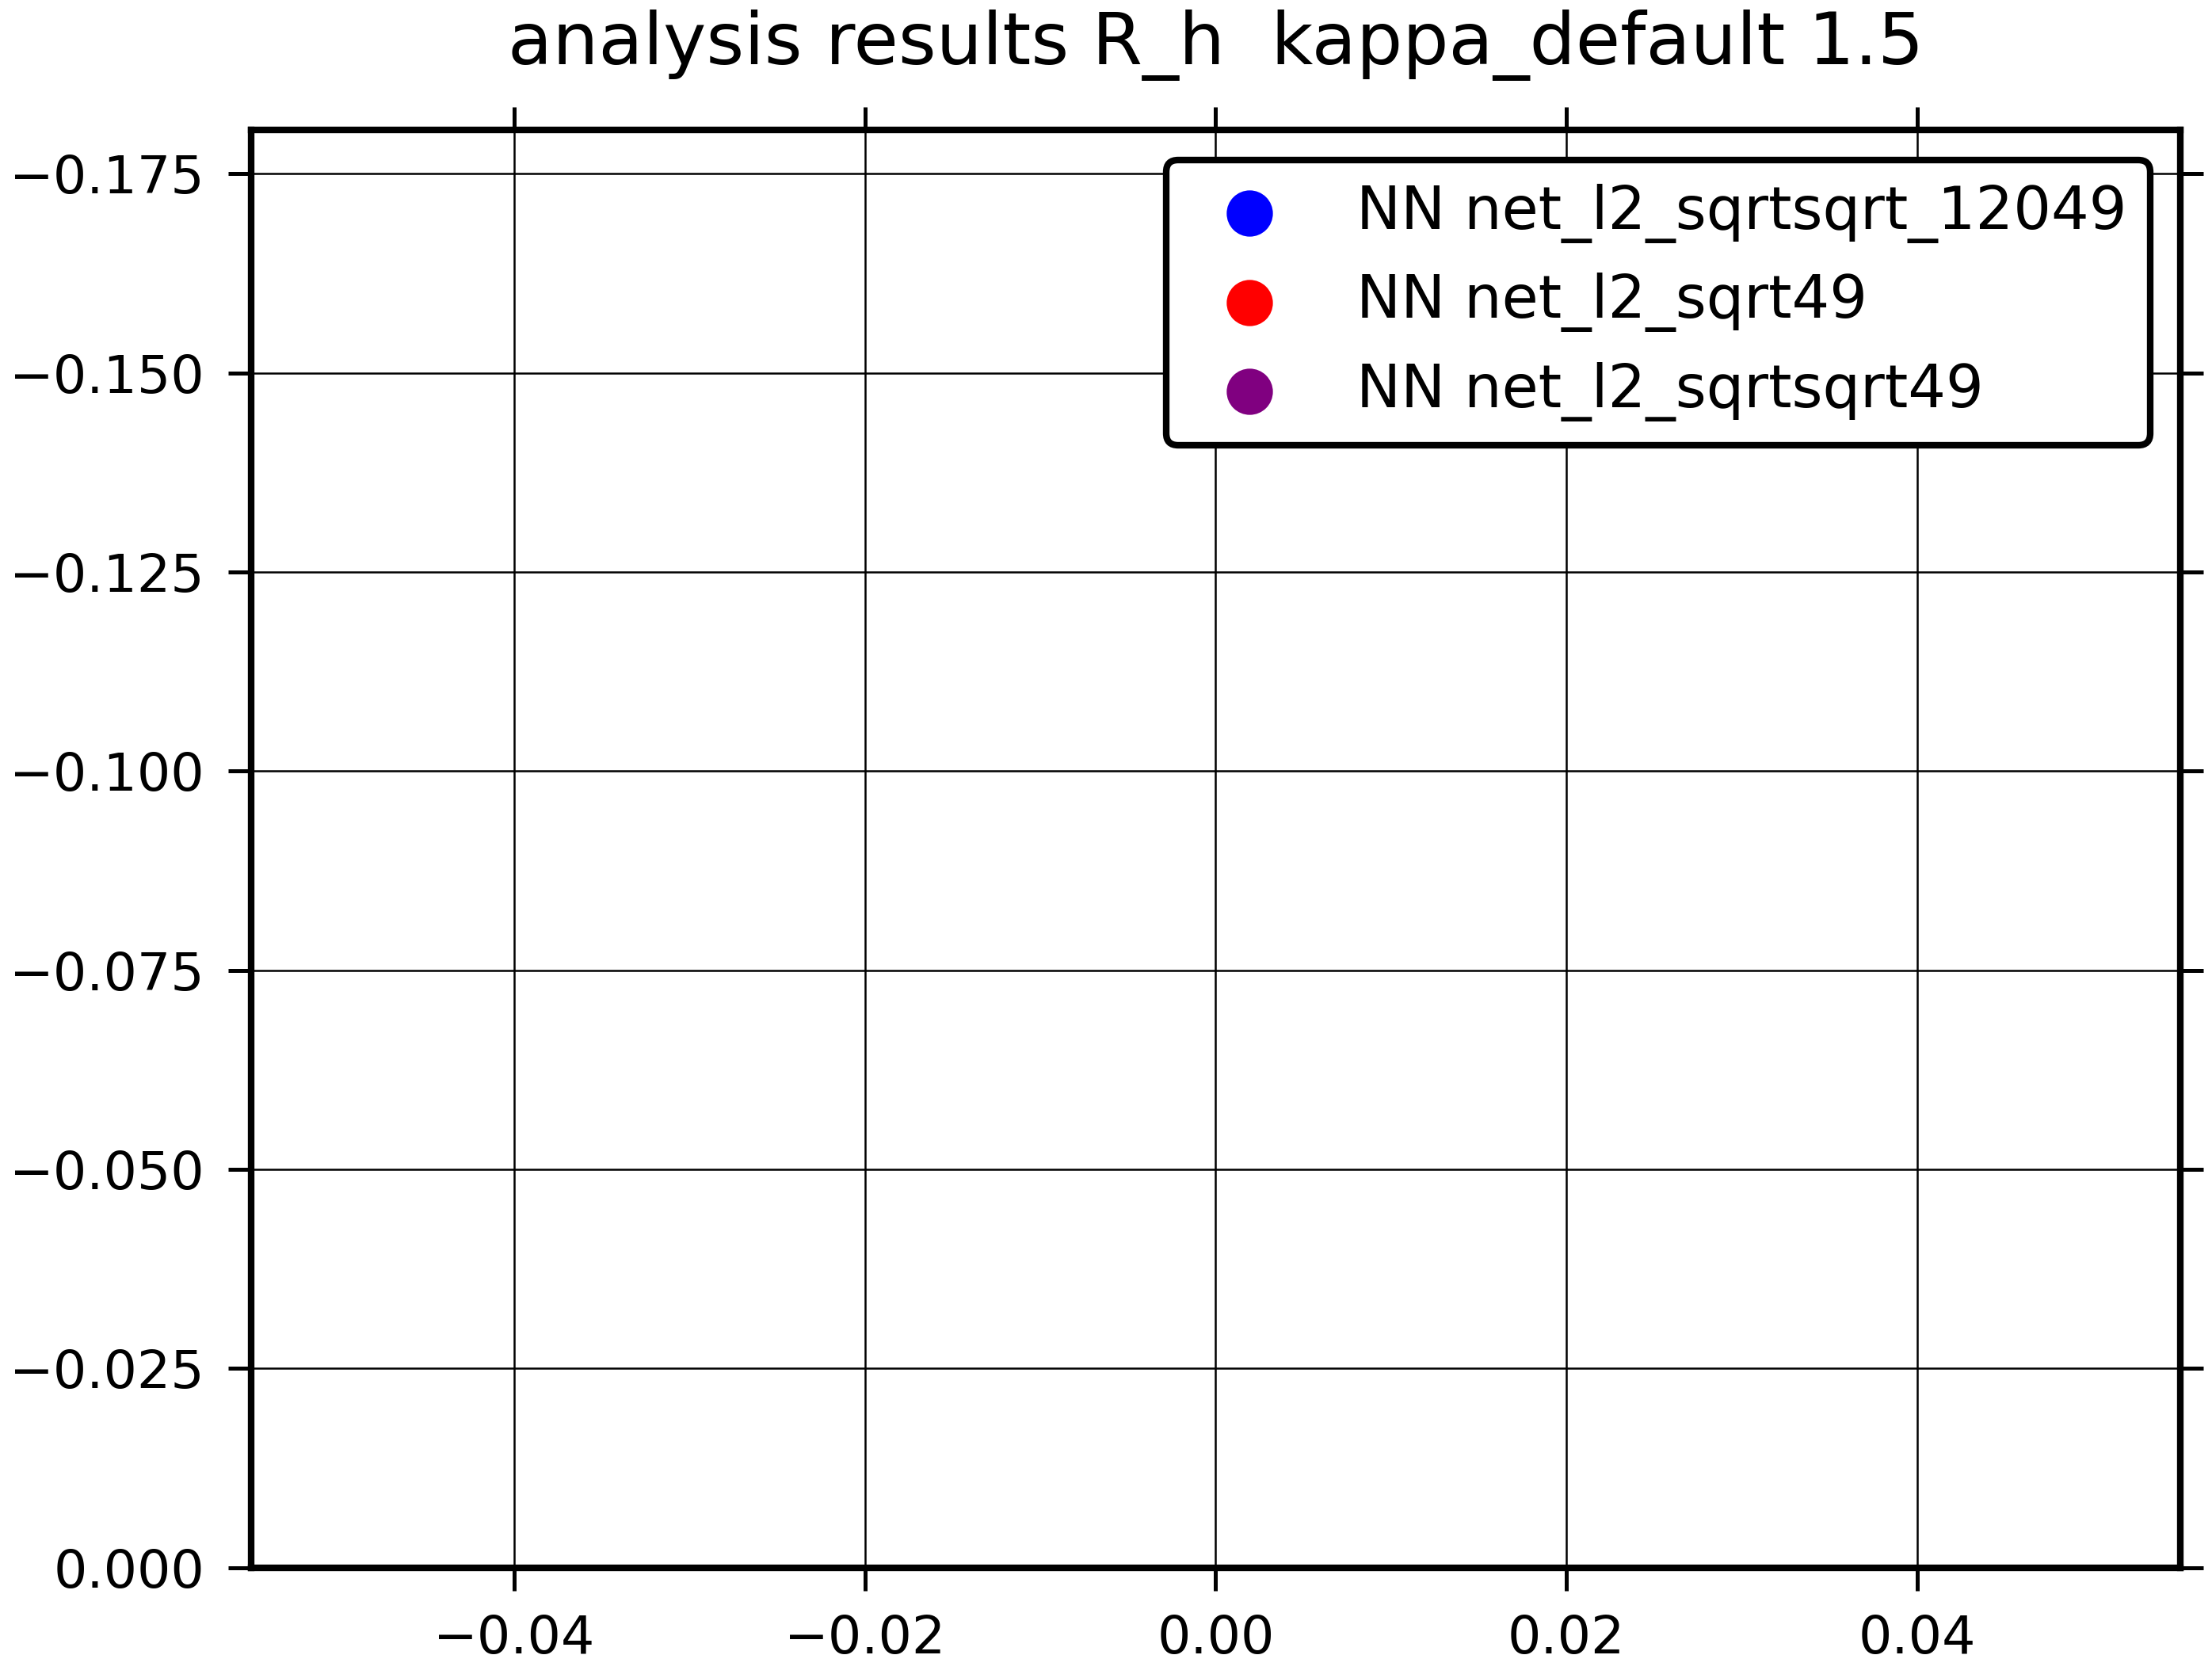 analysis results R_h  kappa_default 1.5
−0.175
−0.150
−0.125
−0.100
−0.075
−0.050
−0.025
0.000
NN net_l2_sqrtsqrt_12049
NN net_l2_sqrt49
NN net_l2_sqrtsqrt49
−0.04 −0.02 0.00 0.02 0.04